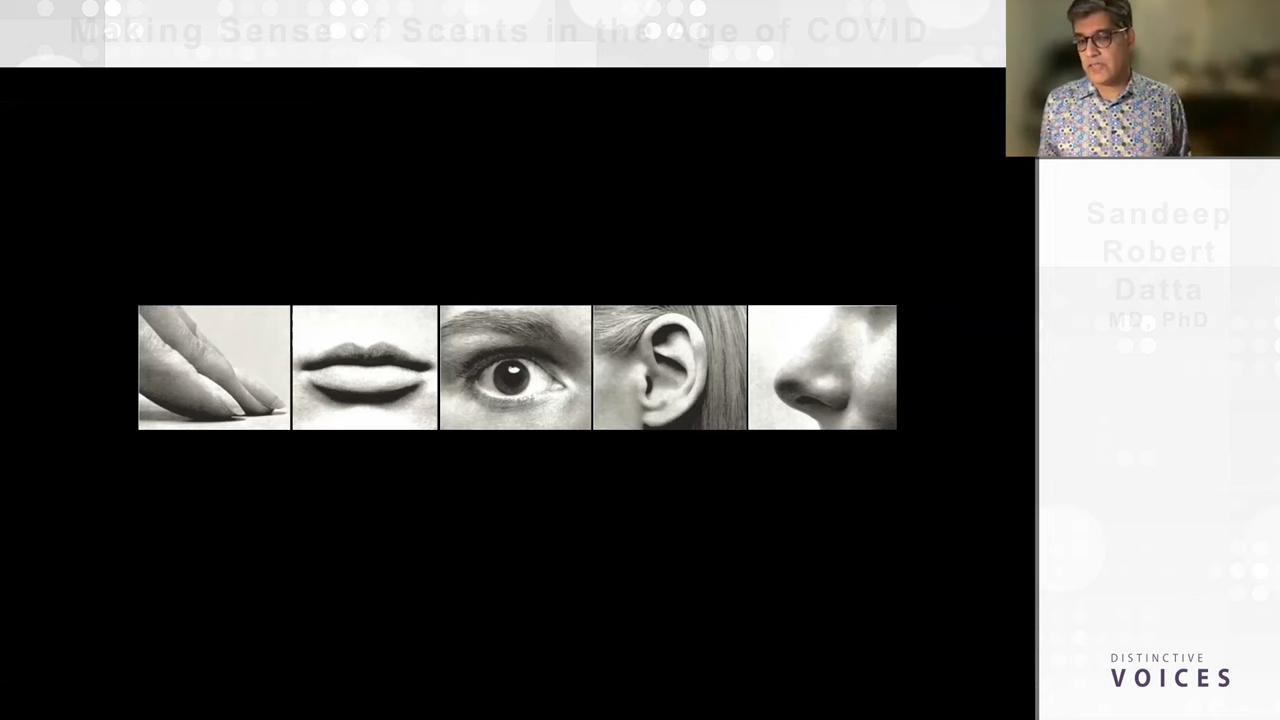 Making Sense of Scents in the Age of COVID
Sandeep
Robert
Datta
MD, PhD
DISTINCTIVE
VOICES